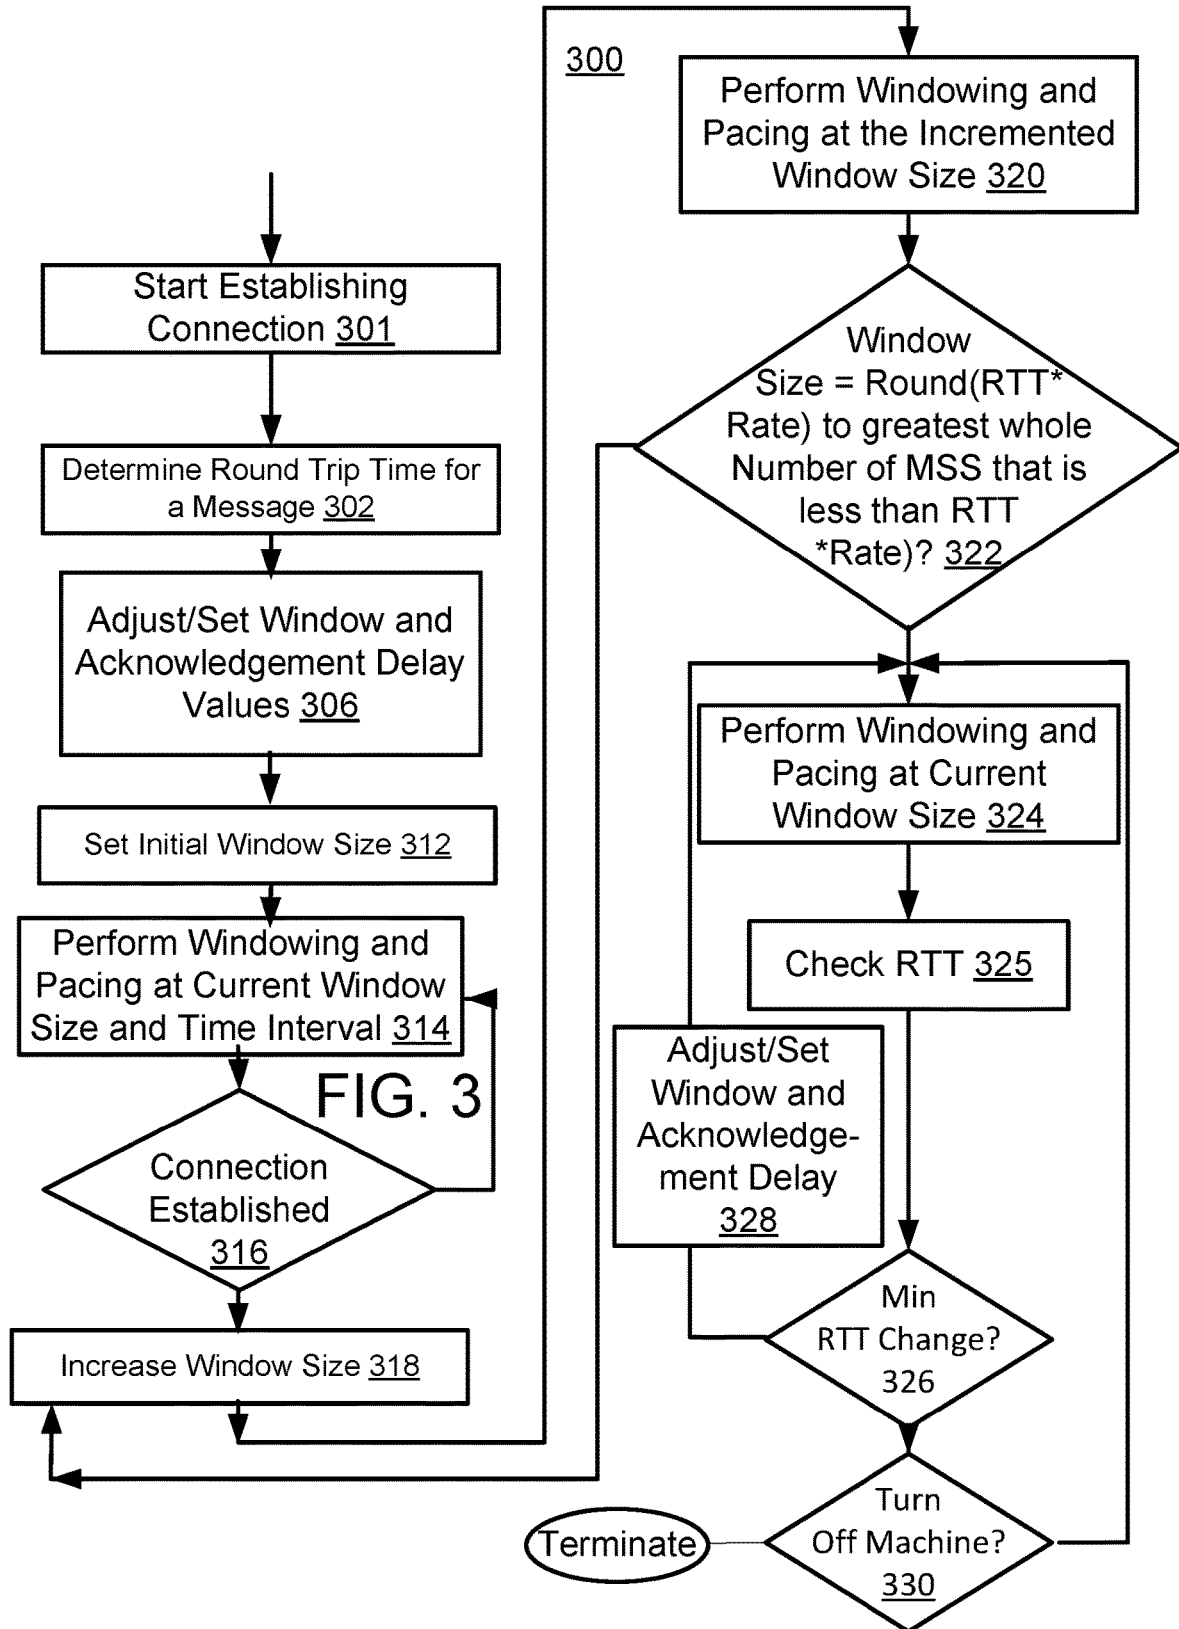 300
Start Establishing
Connection 301
Determine Round Trip Time for
a Message 302
Adjust/Set Window and
Acknowledgement Delay
Values 306
Set Initial Window Size 312
Perform Windowing and
Pacing at Current Window
Size and Time Interval 314
FIG. 3
Connection
Established
316
Increase Window Size 318
Perform Windowing and
Pacing at the Incremented
Window Size 320
Window
Size = Round(RTT*
Rate) to greatest whole
Number of MSS that is
less than RTT
*Rate)? 322
Perform Windowing and
Pacing at Current
Window Size 324
Check RTT 325
Adjust/Set
Window and
Acknowledge-
ment Delay
328
Min
RTT Change?
326
Turn
Off Machine?
330
Terminate